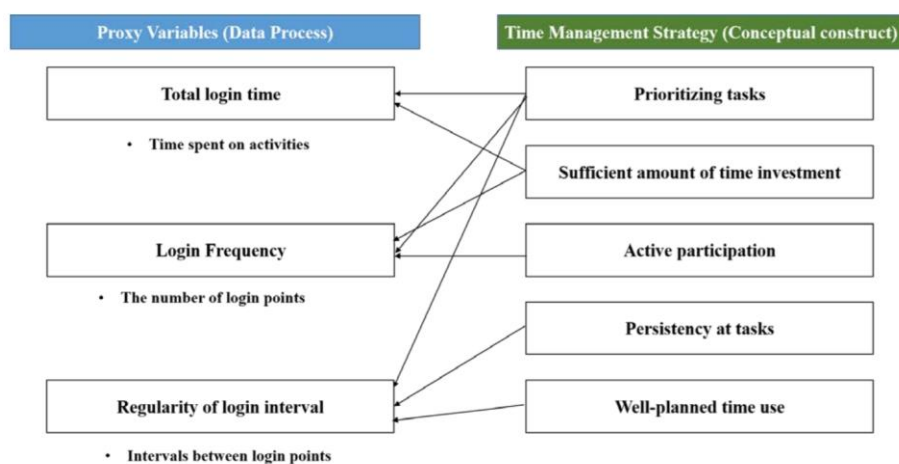 Proxy Variables (Data Process)
Time Management Strategy (Conceptual construct)
Total login time
• Time spent on activities
Login Frequency
• The number of login points
Regularity of login interval
• Intervals between login points
Prioritizing tasks
Sufficient amount of time investment
Active participation
Persistency at tasks
Well-planned time use